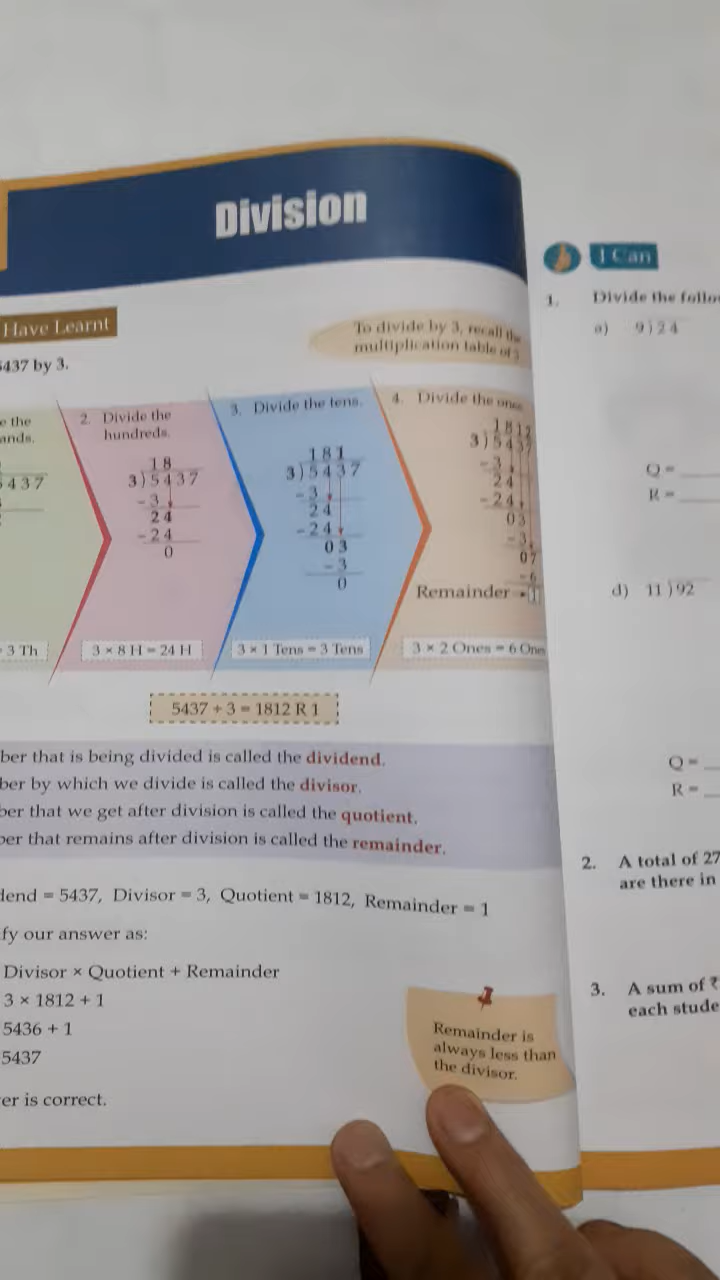 Division
Have Learnt
To divide by 3, recall the
multiplication table of 3
5437 by 3.
e the
ands.
437
3 Th
2. Divide the
hundreds.
18
3)5437
-3
24
-24
0
3 × 8 H = 24 H
3. Divide the tens.
181
3)5437
-3
24
-24
03
-3
0
3 × 1 Tens = 3 Tens
4. Divide the ones
1812
3)5437
-3
24
-24
03
-3
07
-6
Remainder → 1
3 × 2 Ones = 6 Ones
5437 ÷ 3 = 1812 R 1
ber that is being divided is called the dividend.
ber by which we divide is called the divisor.
ber that we get after division is called the quotient.
ber that remains after division is called the remainder.
dend = 5437, Divisor = 3, Quotient = 1812, Remainder = 1
fy our answer as:
Divisor × Quotient + Remainder
3 × 1812 + 1
5436 + 1
5437
er is correct.
Remainder is
always less than
the divisor.
I Can
1. Divide the follo
a) 9)24
Q =
R =
d) 11)92
Q =
R =
2. A total of 27
are there in
3. A sum of ₹
each stude